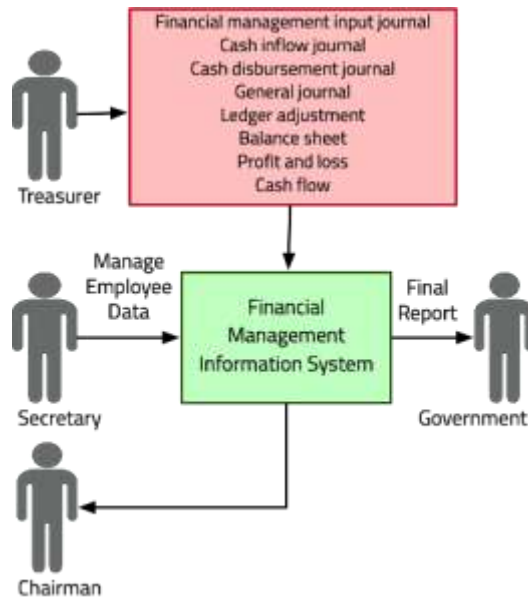 Financial management input journal
Cash inflow journal
Cash disbursement journal
General journal
Ledger adjustment
Balance sheet
Profit and loss
Cash flow
Treasurer
Manage
Employee
Data
Financial
Management
Information System
Final
Report
Secretary
Government
Chairman